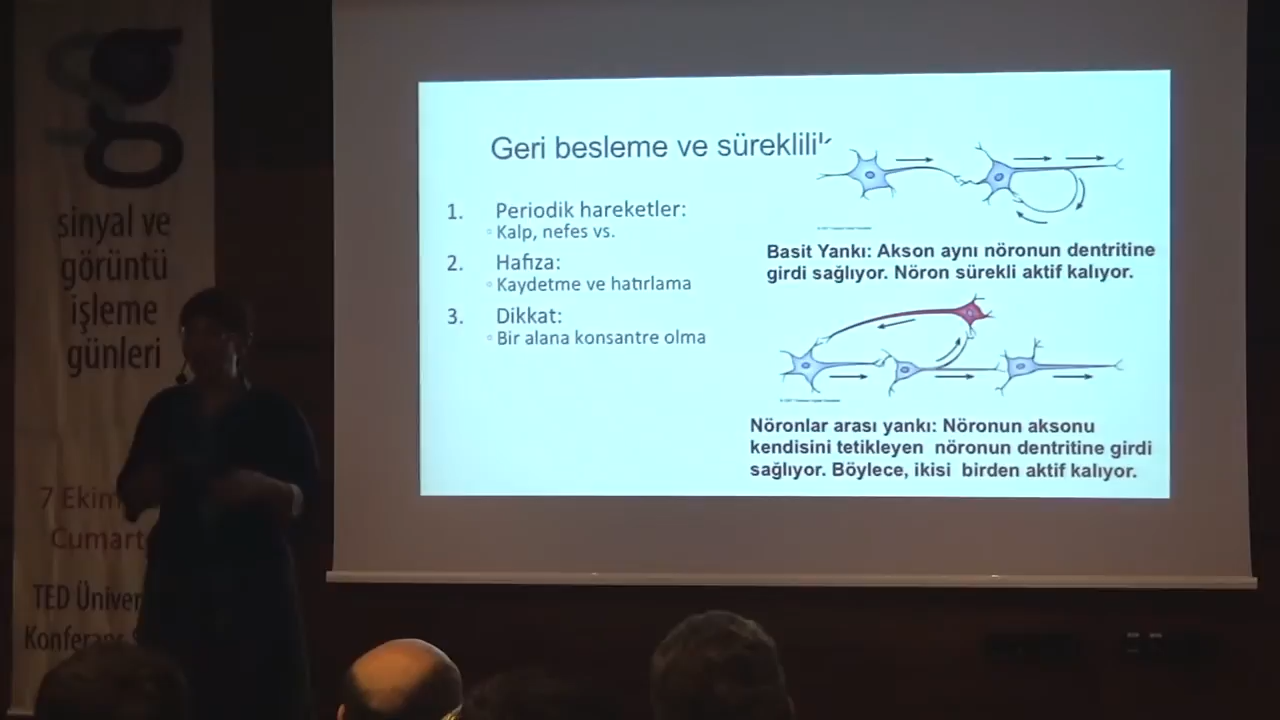 sinyal ve
görüntü
işleme
günleri
7 Ekim
Cumart
TED Üniver
Konferans
Geri besleme ve süreklilik
1. Periodik hareketler:
◦ Kalp, nefes vs.
2. Hafıza:
◦ Kaydetme ve hatırlama
3. Dikkat:
◦ Bir alana konsantre olma
Basit Yankı: Akson aynı nöronun dentritine
girdi sağlıyor. Nöron sürekli aktif kalıyor.
Nöronlar arası yankı: Nöronun aksonu
kendisini tetikleyen nöronun dentritine girdi
sağlıyor. Böylece, ikisi birden aktif kalıyor.